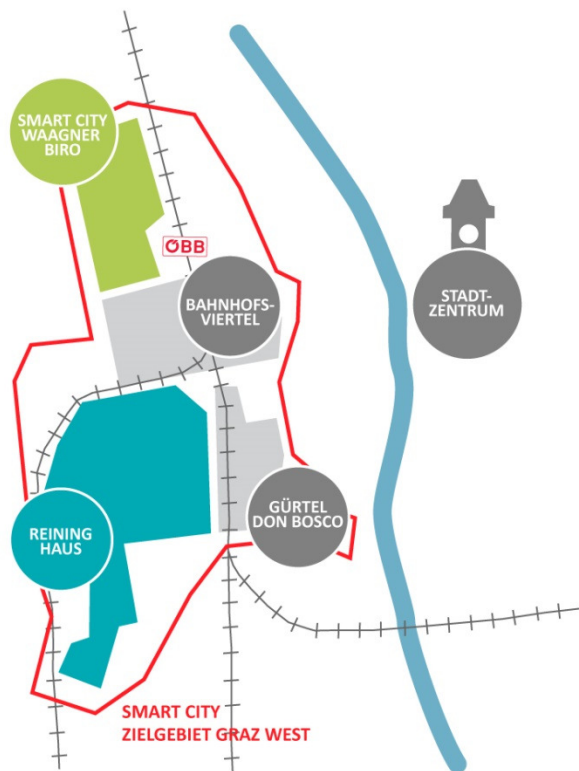 SMART CITY
WAAGNER
BIRO
ÖBB
BAHNHOFS-
VIERTEL
STADT-
ZENTRUM
GÜRTEL
DON BOSCO
REINING
HAUS
SMART CITY
ZIELGEBIET GRAZ WEST